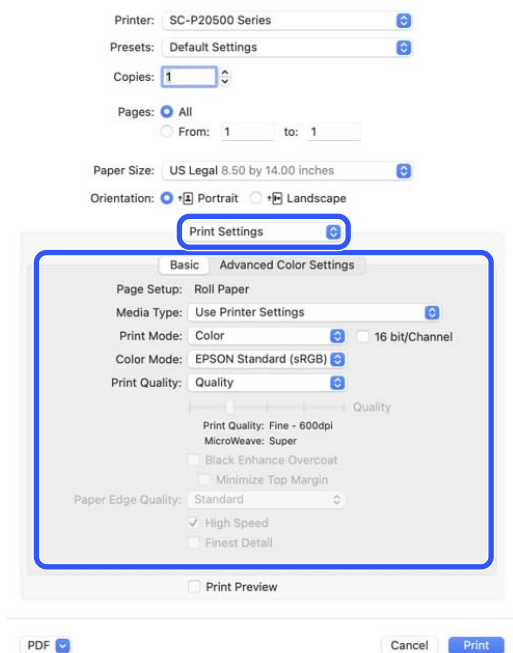 Printer: SC-P20500 Series
Presets: Default Settings
Copies: 1
Pages: All
From: 1 to: 1
Paper Size: US Legal 8.50 by 14.00 inches
Orientation: Portrait Landscape
Print Settings
Basic Advanced Color Settings
Page Setup: Roll Paper
Media Type: Use Printer Settings
Print Mode: Color 16 bit/Channel
Color Mode: EPSON Standard (sRGB)
Print Quality: Quality
Quality
Print Quality: Fine - 600dpi
MicroWeave: Super
Black Enhance Overcoat
Minimize Top Margin
Paper Edge Quality: Standard
High Speed
Finest Detail
Print Preview
PDF Cancel Print